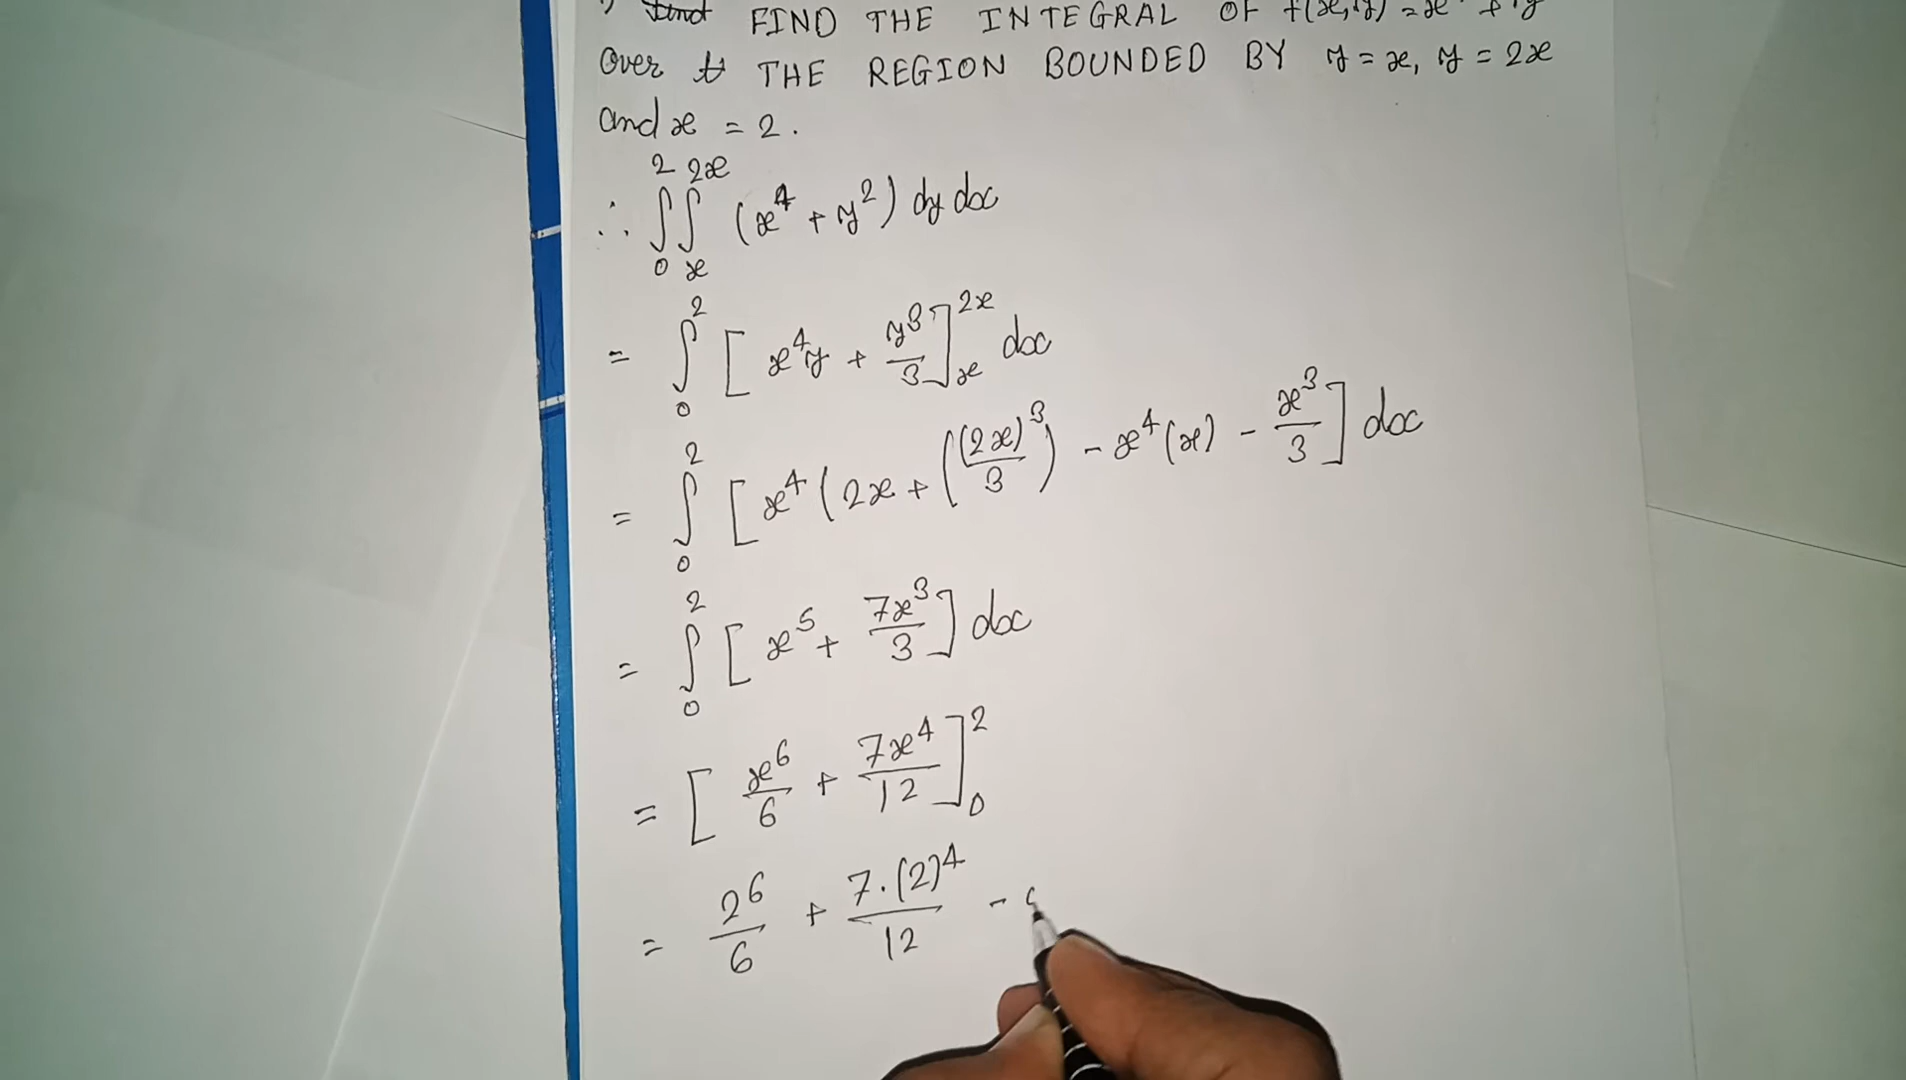 FIND THE INTEGRAL OF f(x,y) = x⁴ + y²
Over THE REGION BOUNDED BY y = x, y = 2x
and x = 2.
∴ ∫₀² ∫ₓ²ˣ (x⁴ + y²) dy dx
= ∫₀² [x⁴y + y³/3]ₓ²ˣ dx
= ∫₀² [x⁴(2x + ((2x)³/3) - x⁴(x) - x³/3] dx
= ∫₀² [x⁵ + 7x³/3] dx
= [x⁶/6 + 7x⁴/12]₀²
= 2⁶/6 + 7.(2)⁴/12 -